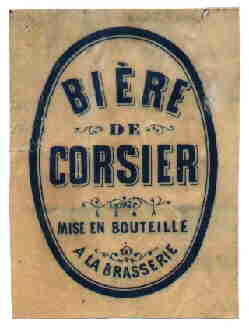 BIÈRE
DE
CORSIER
MISE EN BOUTEILLE
A LA BRASSERIE